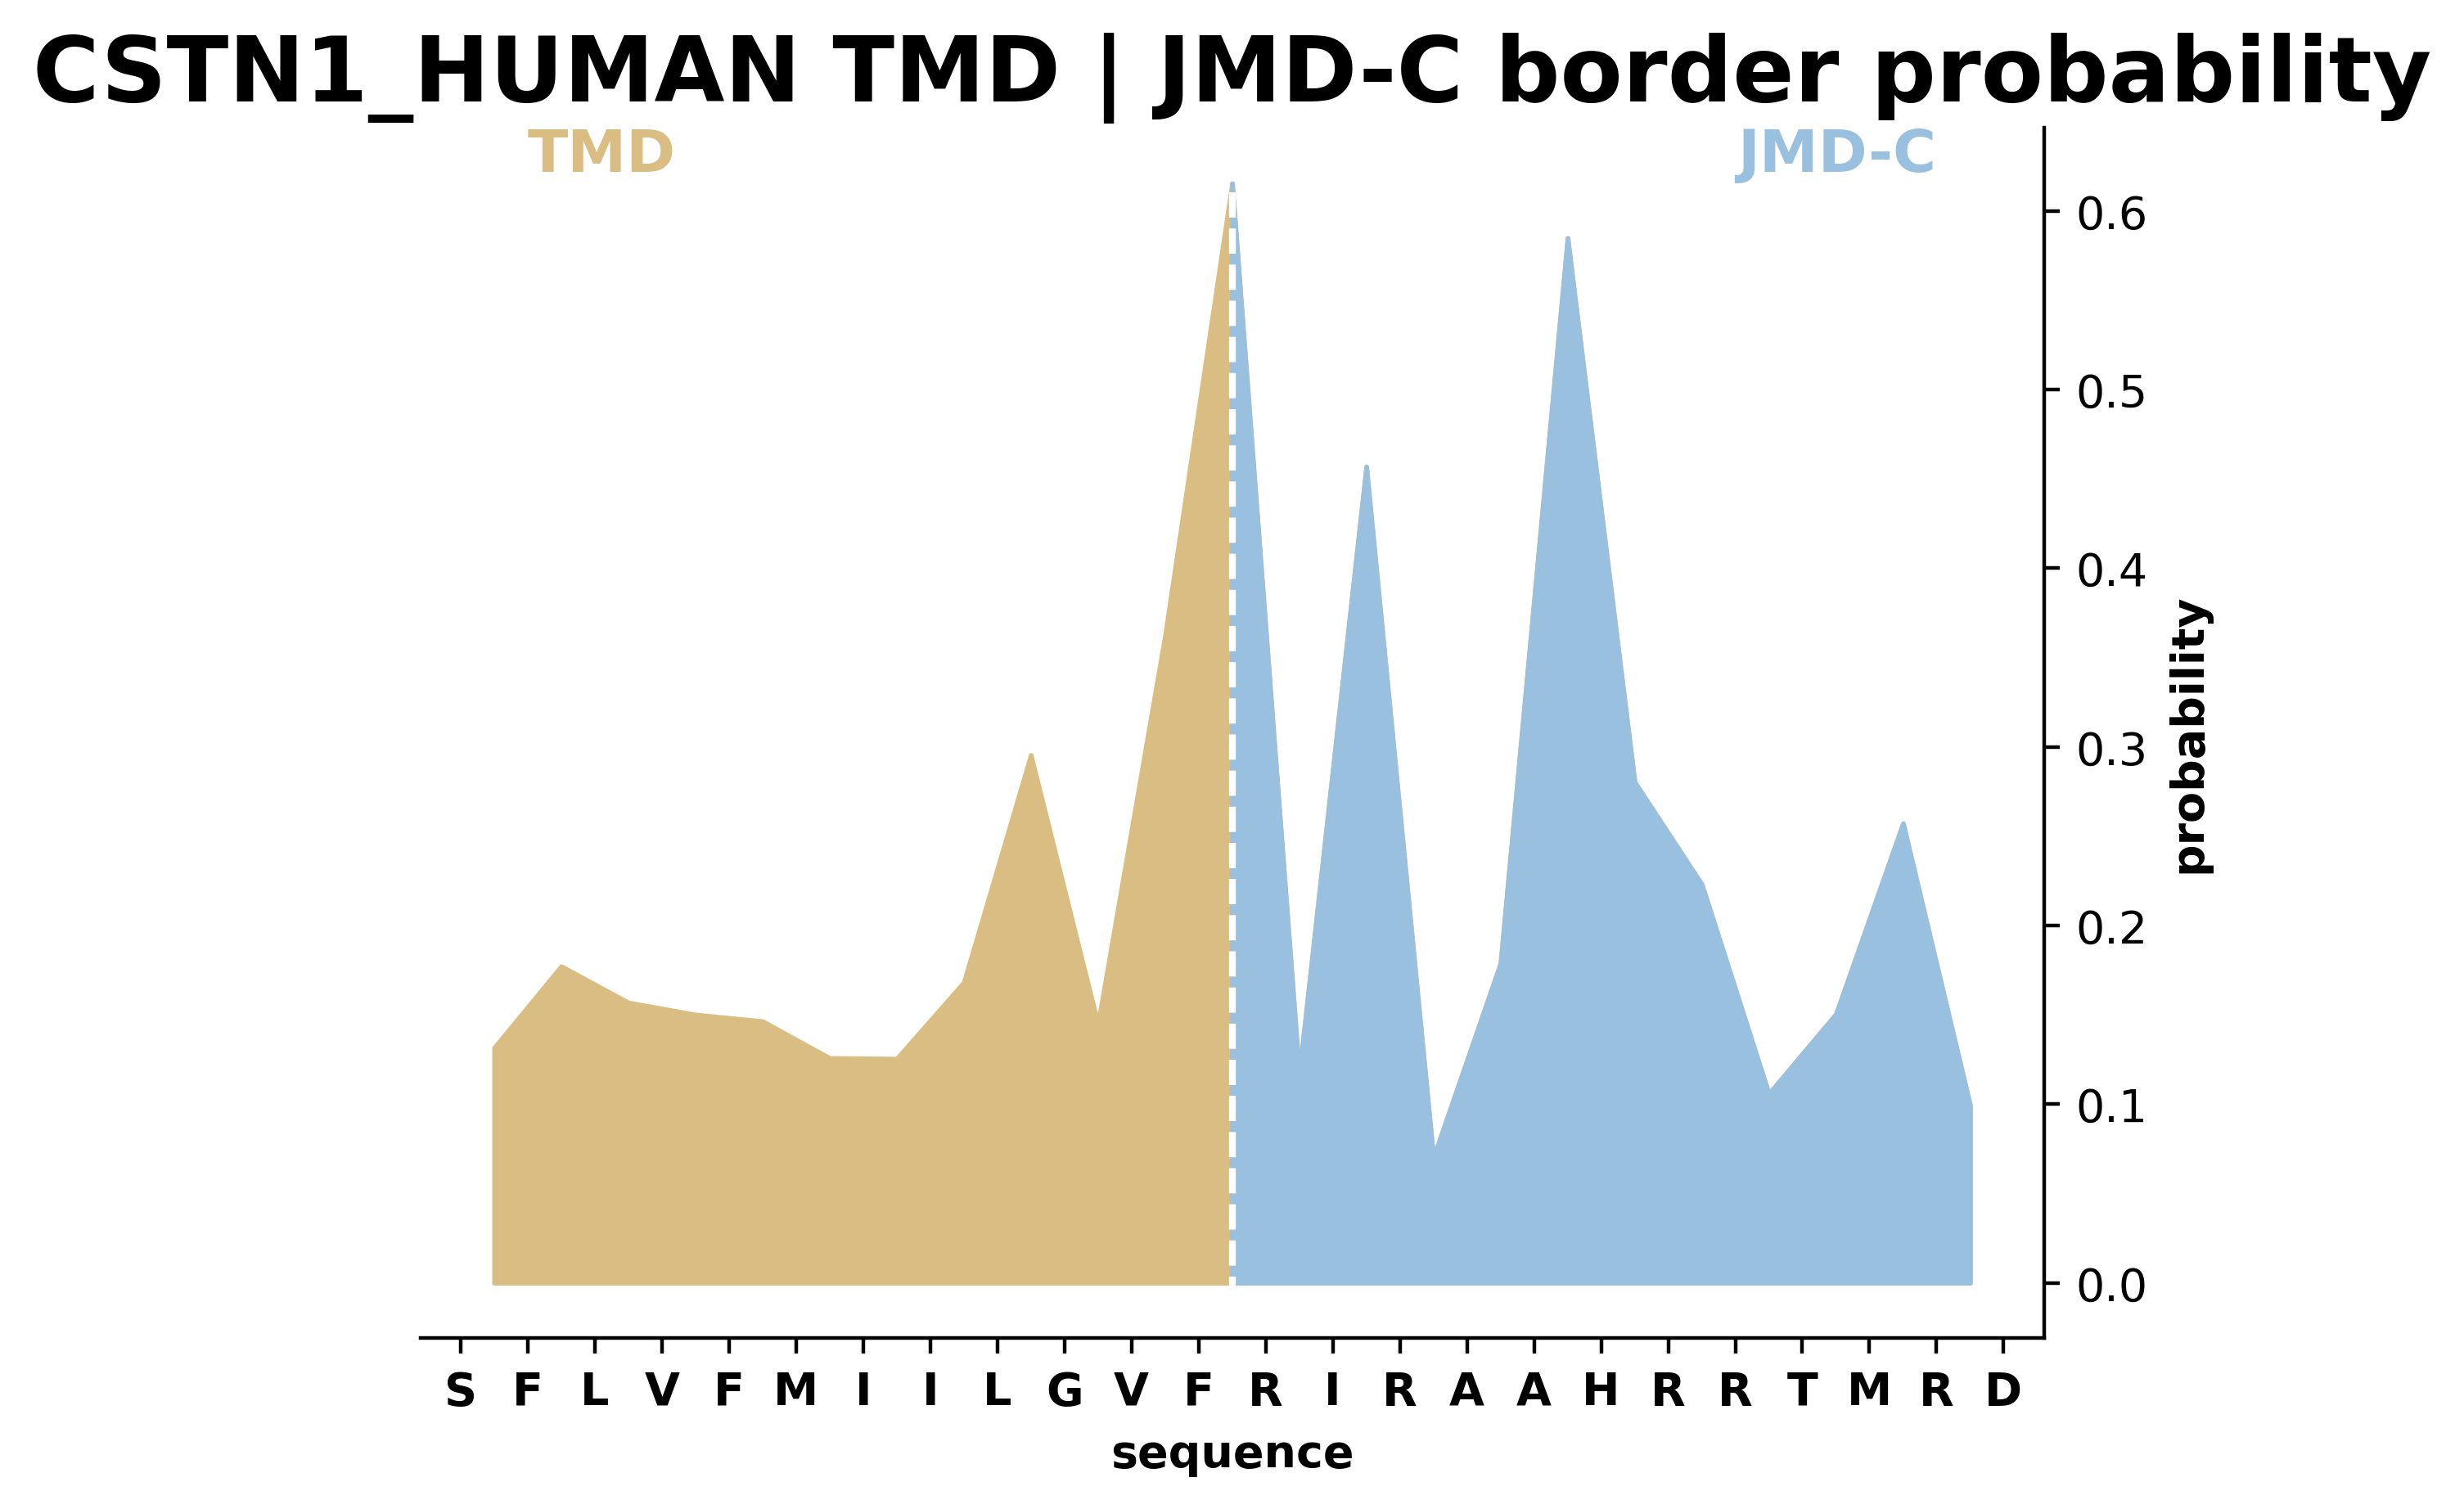 CSTN1_HUMAN TMD | JMD-C border probability
TMD JMD-C
0.6
0.5
0.4
0.3
0.2
0.1
0.0
probability
S F L V F M I I L G V F R I R A A H R R T M R D
sequence